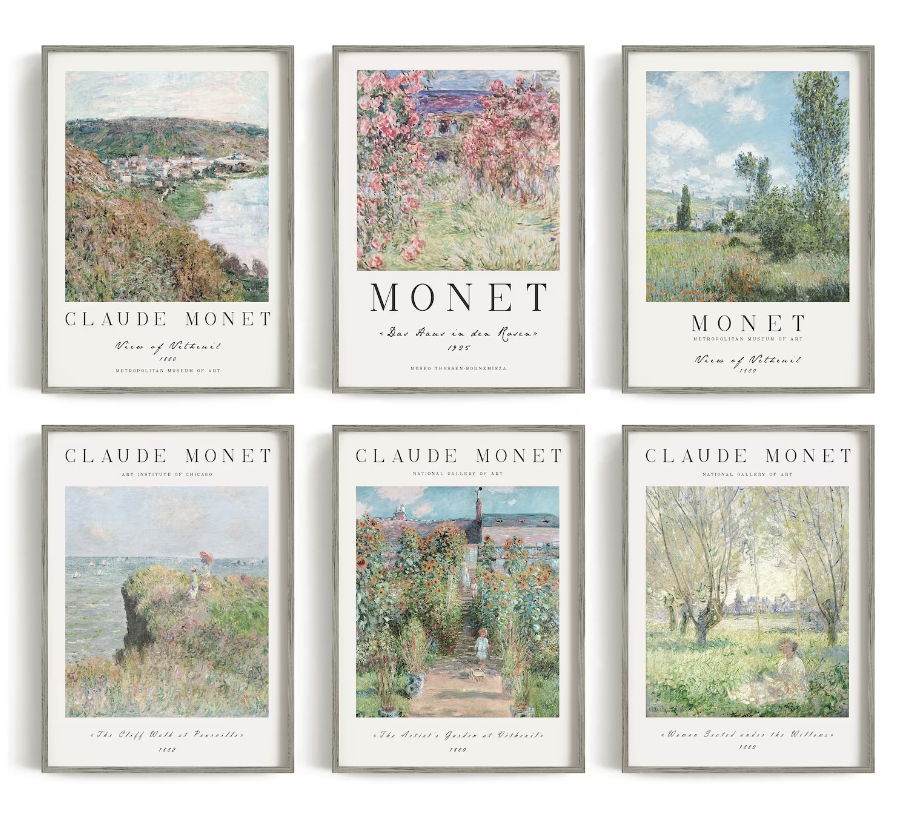 CLAUDE MONET
View of Vétheuil
1880
METROPOLITAN MUSEUM OF ART
MONET
«Das Haus in den Rosen»
1925
MUSEO THYSSEN-BORNEMISZA
MONET
METROPOLITAN MUSEUM OF ART
View of Vétheuil
1880
CLAUDE MONET
ART INSTITUTE OF CHICAGO
«The Cliff Walk at Pourville»
1882
CLAUDE MONET
NATIONAL GALLERY OF ART
«The Artist's Garden at Vétheuil»
1880
CLAUDE MONET
NATIONAL GALLERY OF ART
«Woman Seated under the Willows»
1880